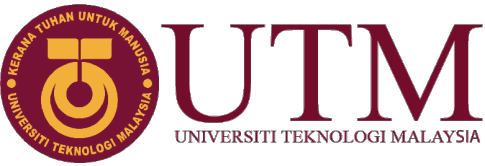 • KERANA TUHAN UNTUK MANUSIA •
UNIVERSITI TEKNOLOGI MALAYSIA
UTM
UNIVERSITI TEKNOLOGI MALAYSIA